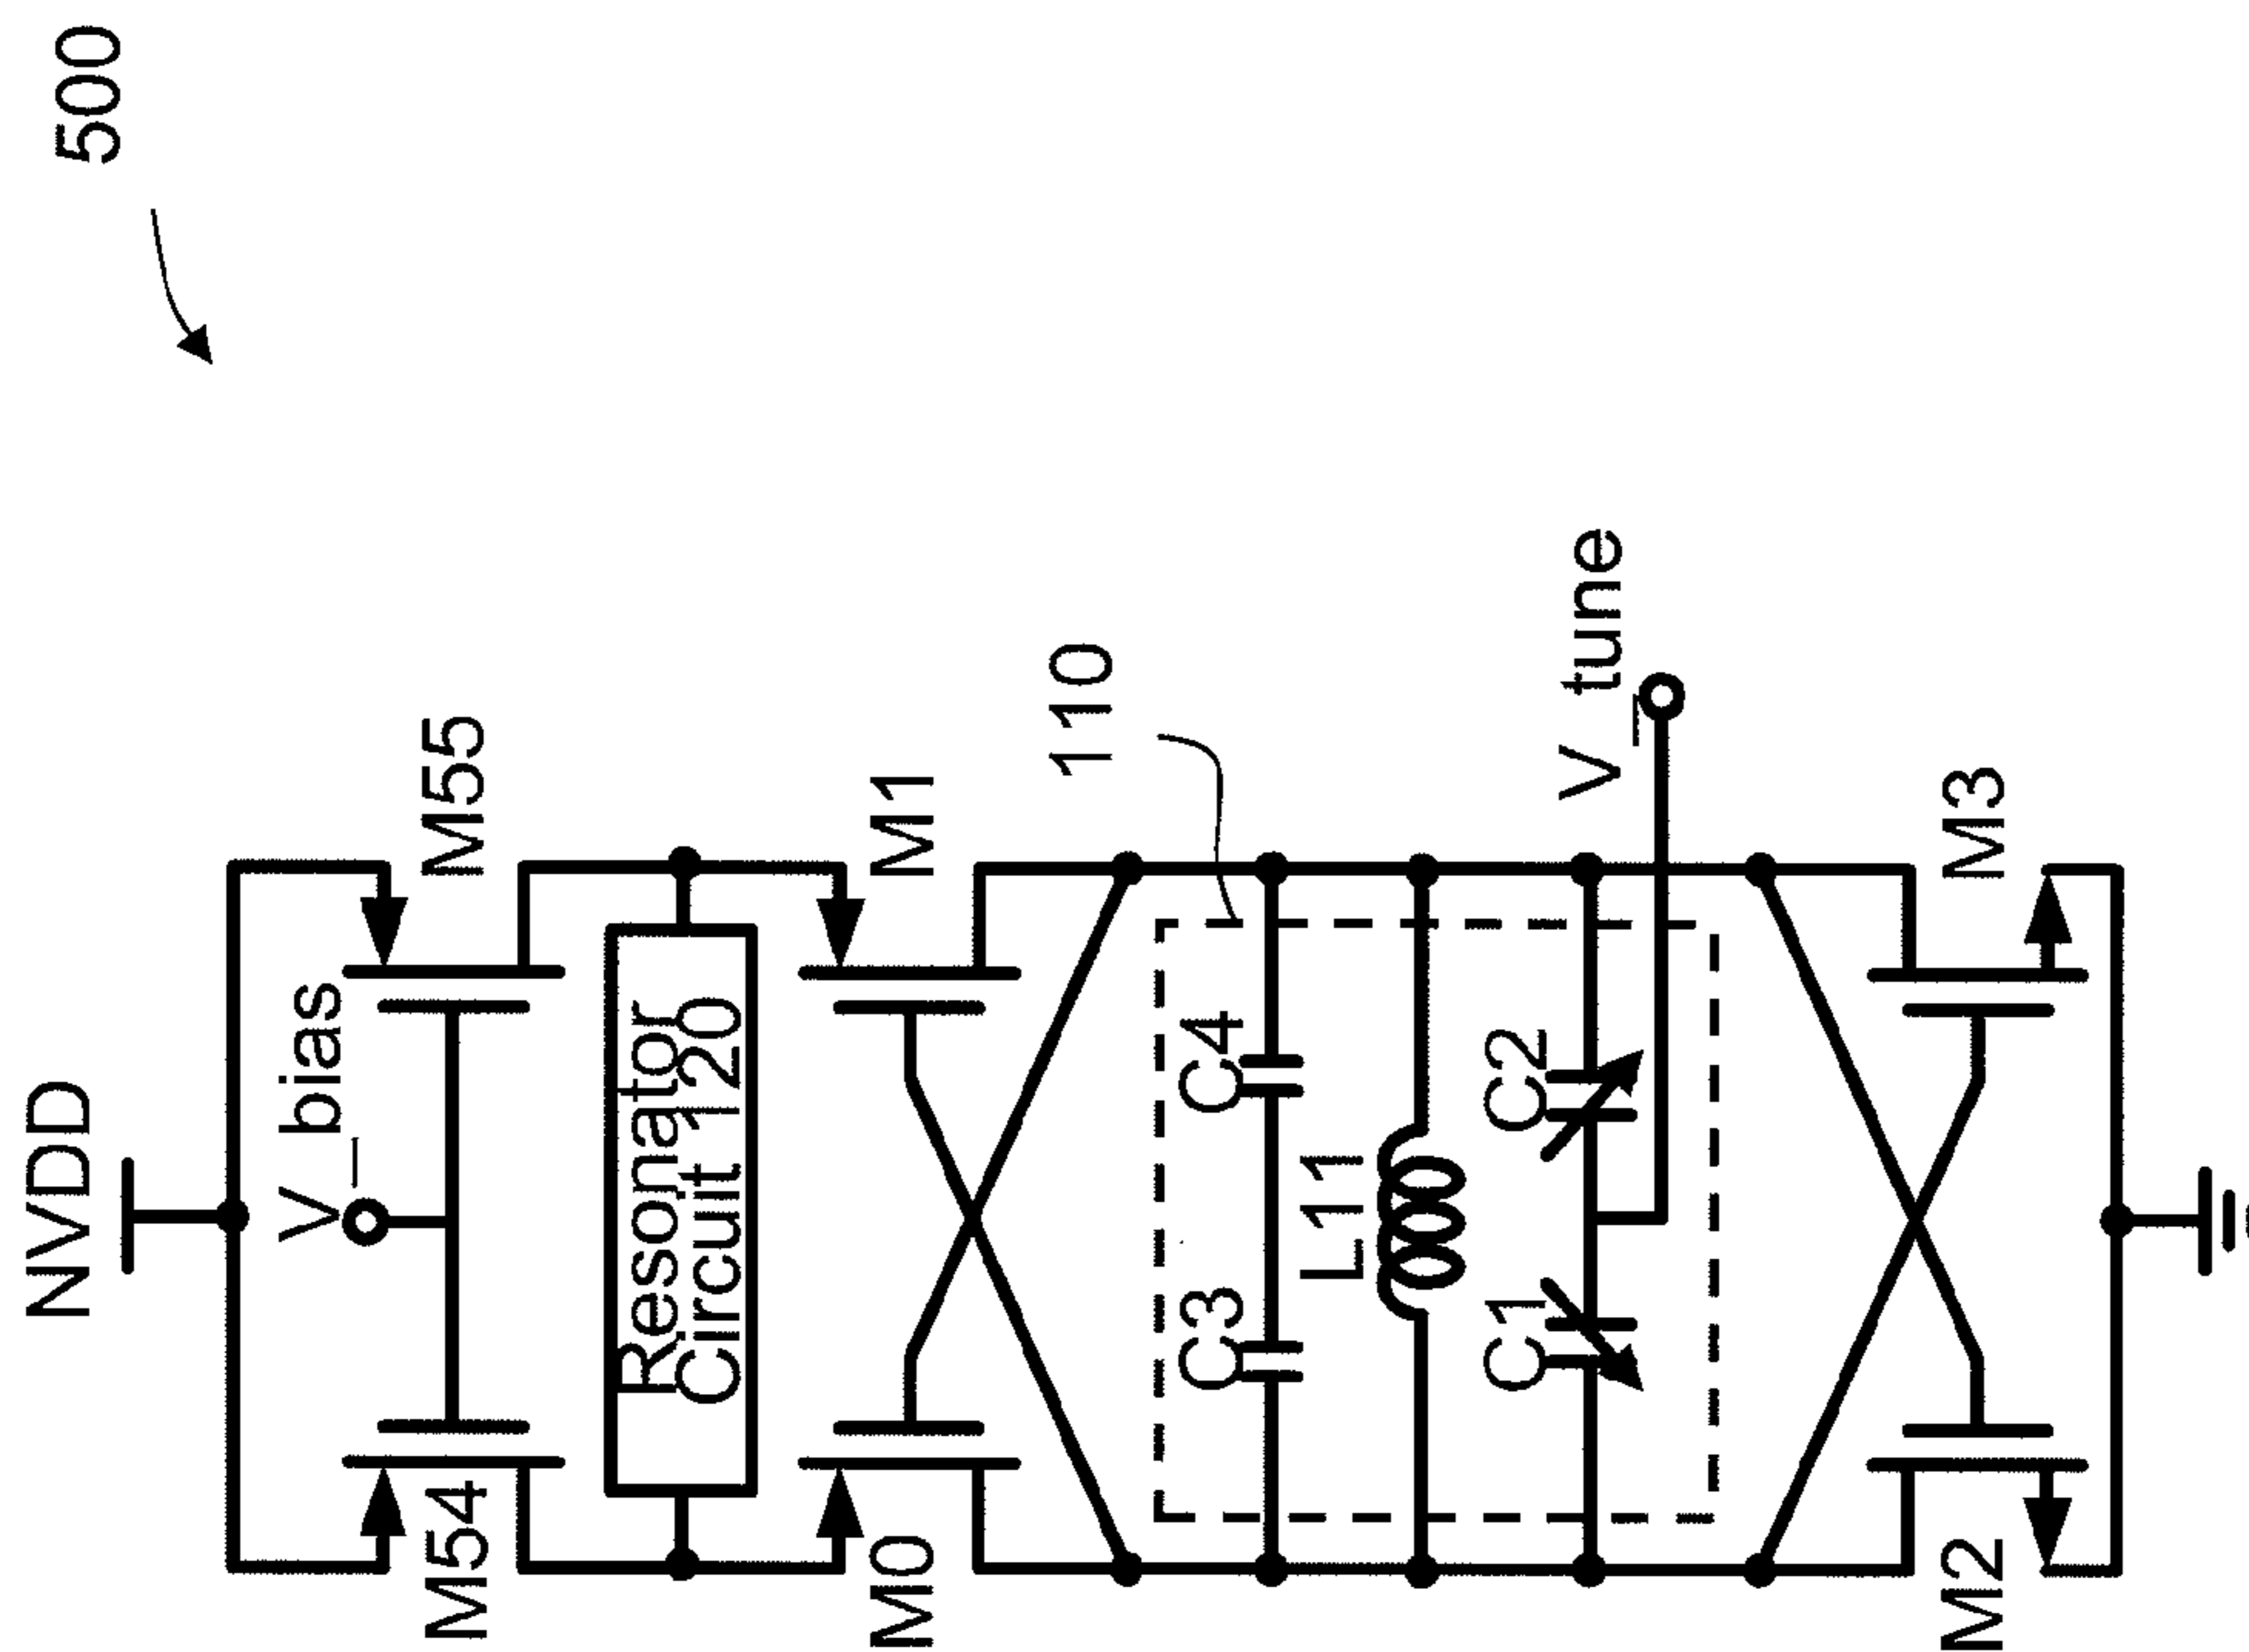 500
NVDD
V_bias
M54
M55
Resonator
Circuit 120
M0
M1
110
C3
C4
L11
C1
C2
V_tune
M2
M3